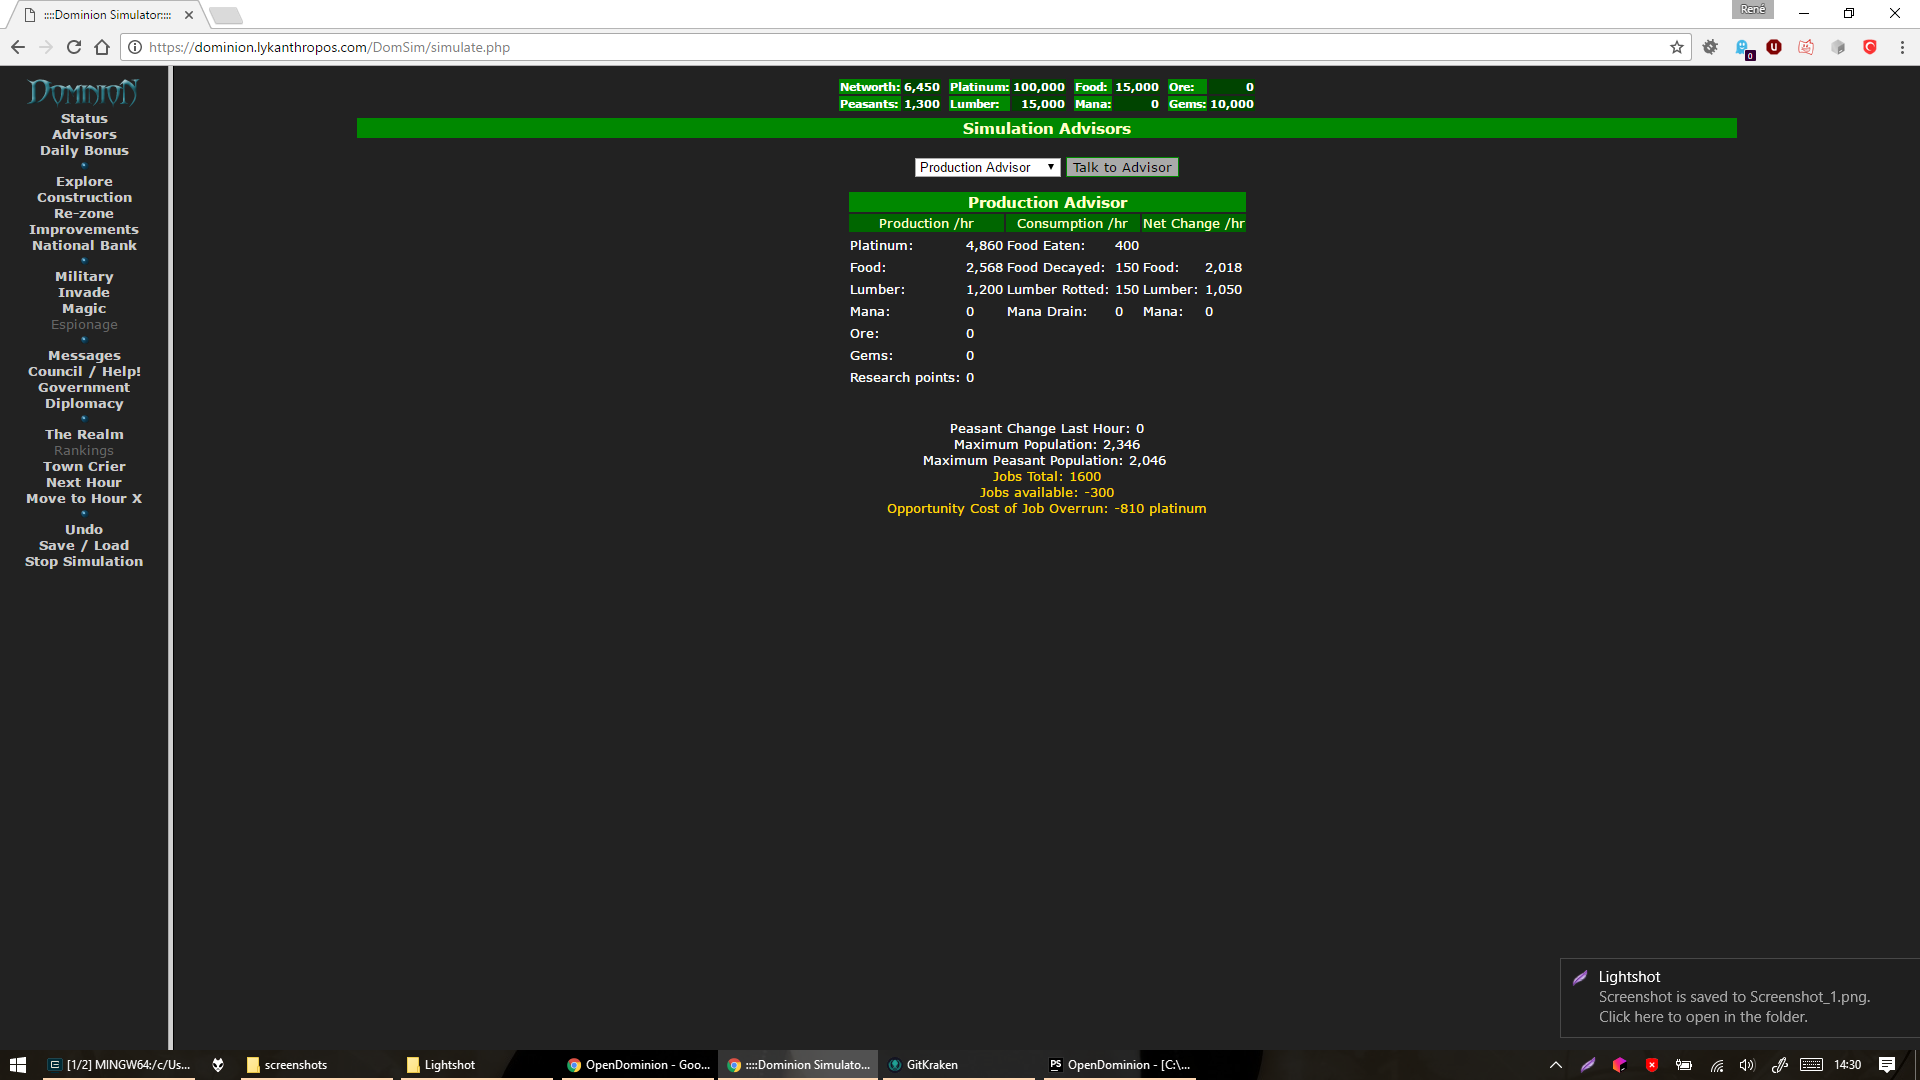 ::::Dominion Simulator::::
René
https://dominion.lykanthropos.com/DomSim/simulate.php
0
DOMINION
Status
Advisors
Daily Bonus
Explore
Construction
Re-zone
Improvements
National Bank
Military
Invade
Magic
Espionage
Messages
Council / Help!
Government
Diplomacy
The Realm
Rankings
Town Crier
Next Hour
Move to Hour X
Undo
Save / Load
Stop Simulation
Networth: 6,450 Platinum: 100,000 Food: 15,000 Ore: 0
Peasants: 1,300 Lumber: 15,000 Mana: 0 Gems: 10,000
Simulation Advisors
Production Advisor Talk to Advisor
Production Advisor
Production /hr Consumption /hr Net Change /hr
Platinum: 4,860 Food Eaten: 400
Food: 2,568 Food Decayed: 150 Food: 2,018
Lumber: 1,200 Lumber Rotted: 150 Lumber: 1,050
Mana: 0 Mana Drain: 0 Mana: 0
Ore: 0
Gems: 0
Research points: 0
Peasant Change Last Hour: 0
Maximum Population: 2,346
Maximum Peasant Population: 2,046
Jobs Total: 1600
Jobs available: -300
Opportunity Cost of Job Overrun: -810 platinum
Lightshot
Screenshot is saved to Screenshot_1.png.
Click here to open in the folder.
[1/2] MINGW64:/c/Us... screenshots Lightshot OpenDominion - Goo... ::::Dominion Simulato... GitKraken PS OpenDominion - [C:\... 14:30